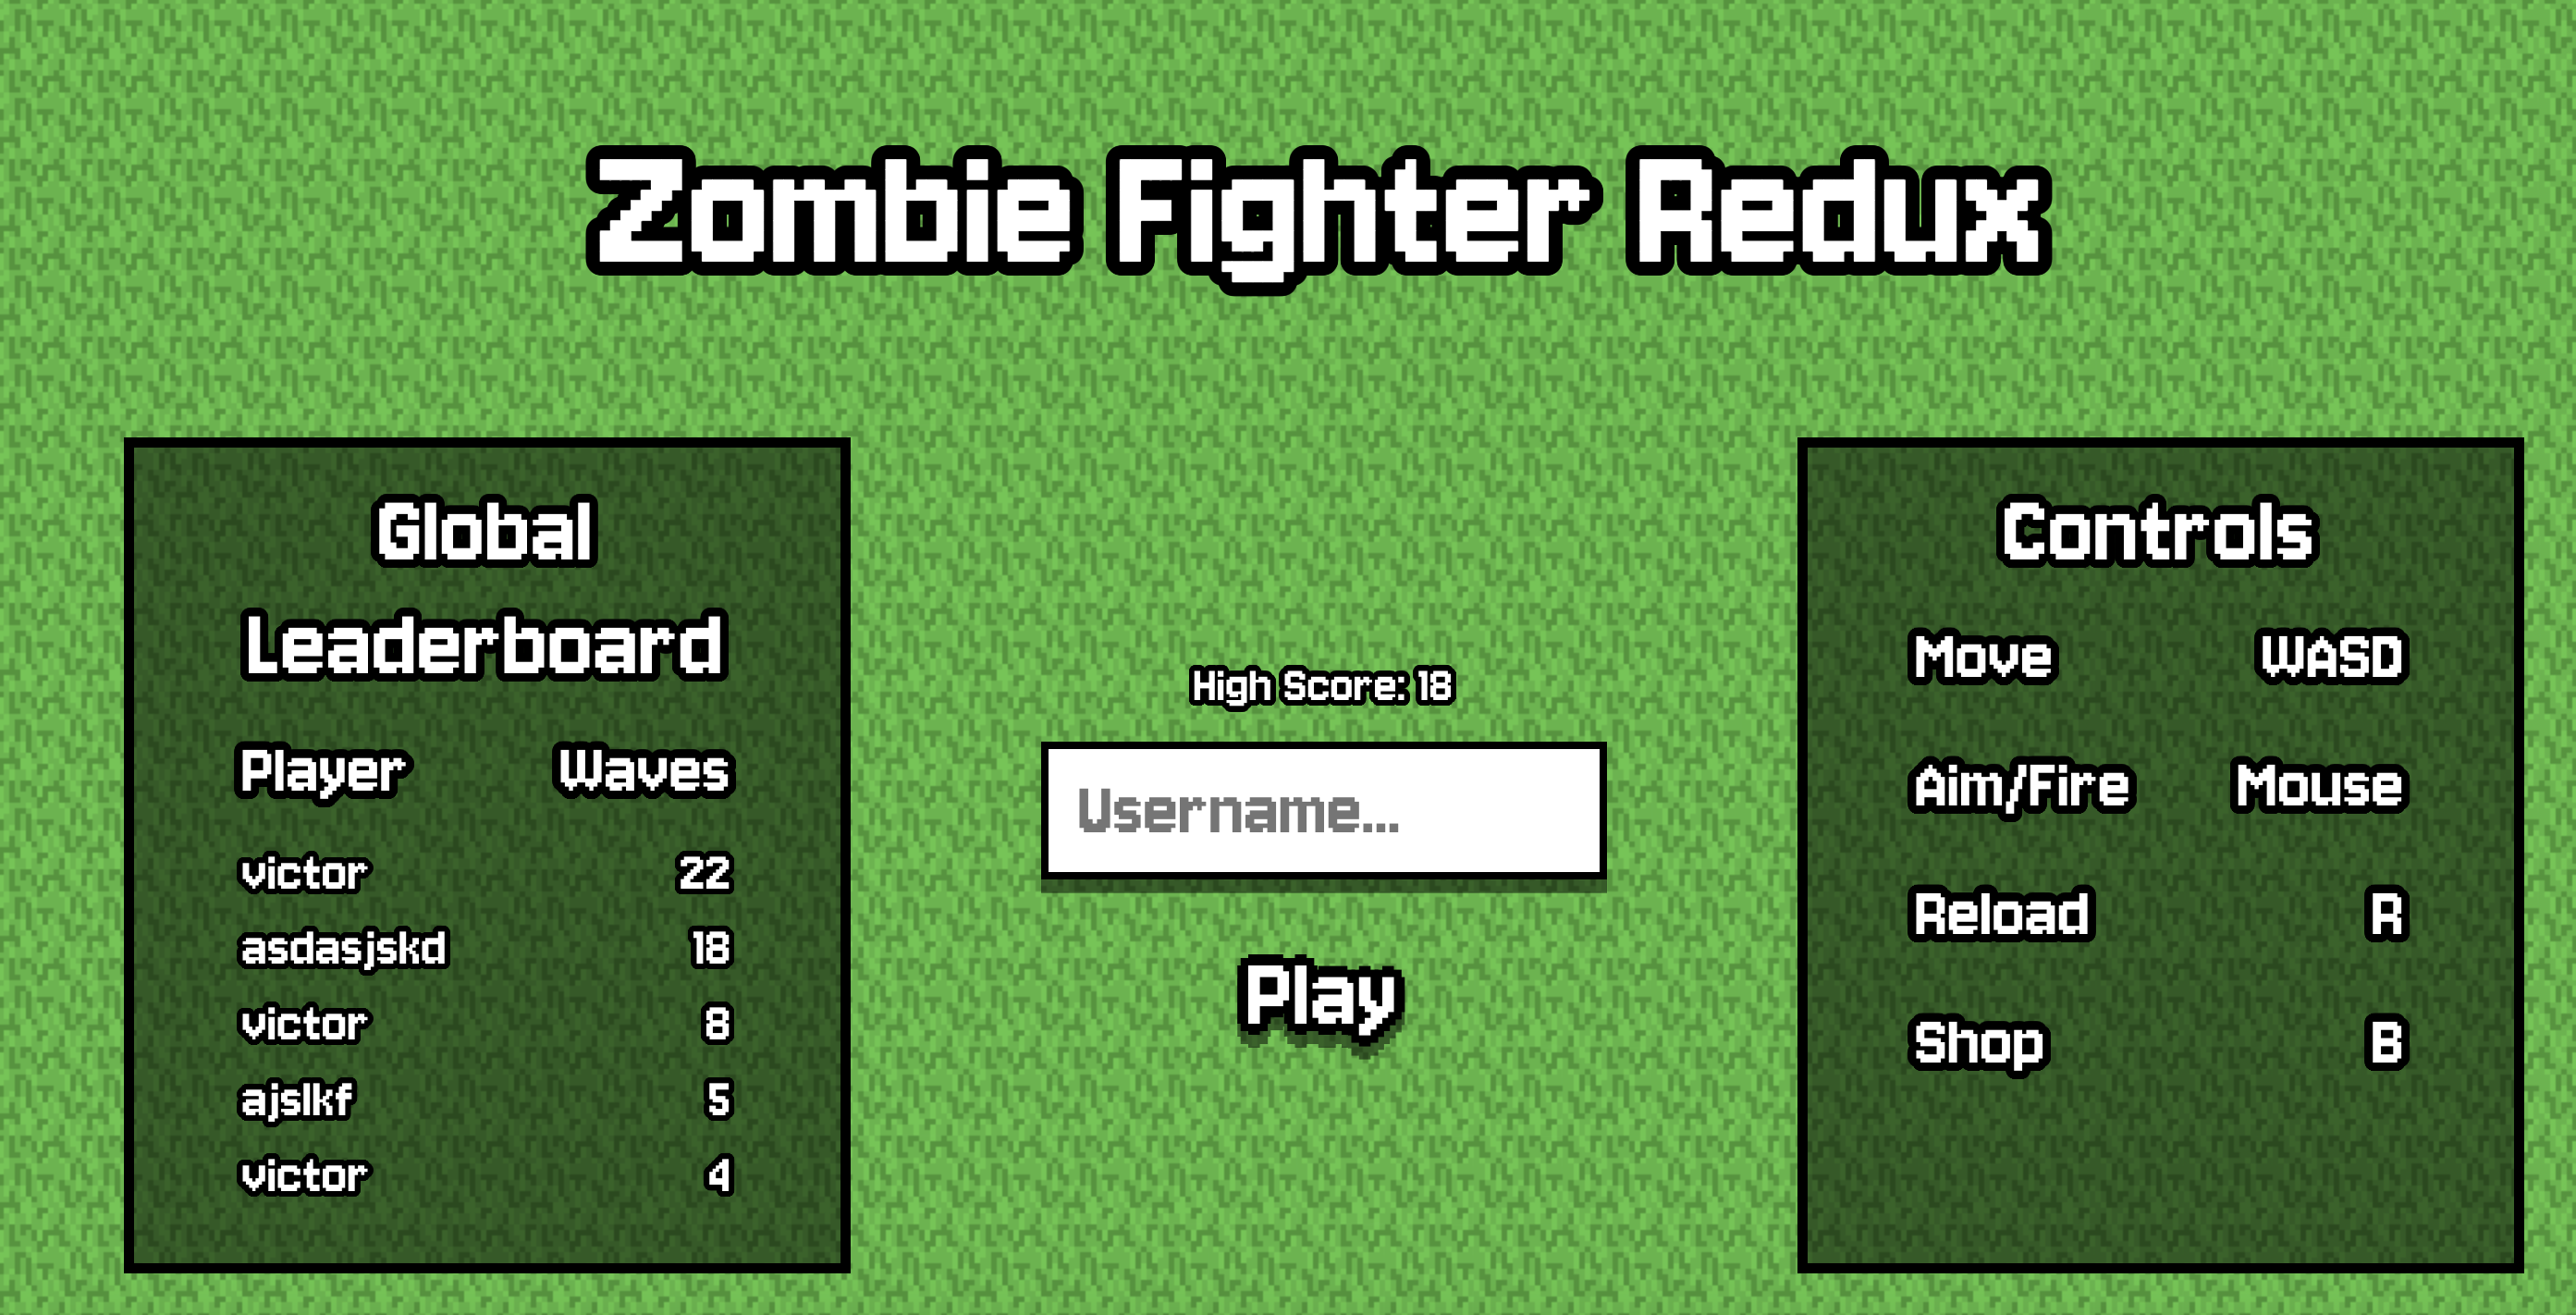 Zombie Fighter Redux
Global
Leaderboard
Player Waves
victor 22
asdasjskd 18
victor 8
ajslkf 5
victor 4
High Score: 18
Username...
Play
Controls
Move WASD
Aim/Fire Mouse
Reload R
Shop B